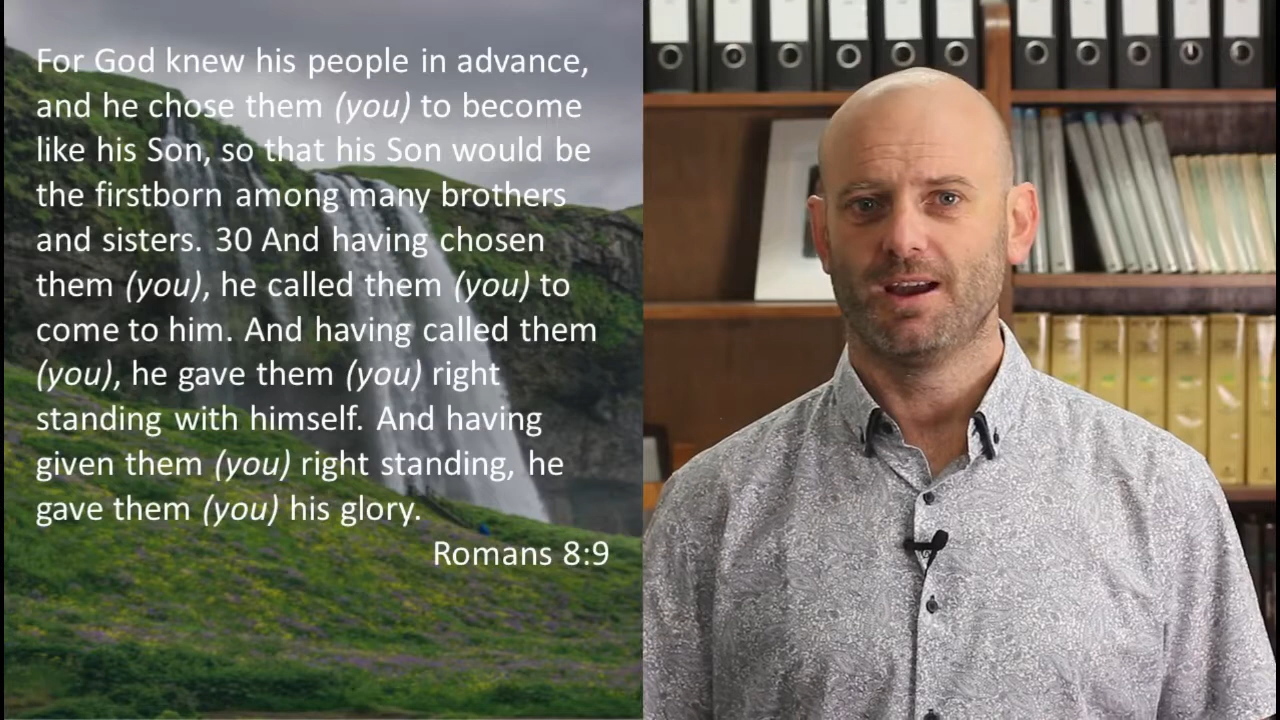 For God knew his people in advance,
and he chose them (you) to become
like his Son, so that his Son would be
the firstborn among many brothers
and sisters. 30 And having chosen
them (you), he called them (you) to
come to him. And having called them
(you), he gave them (you) right
standing with himself. And having
given them (you) right standing, he
gave them (you) his glory.
Romans 8:9